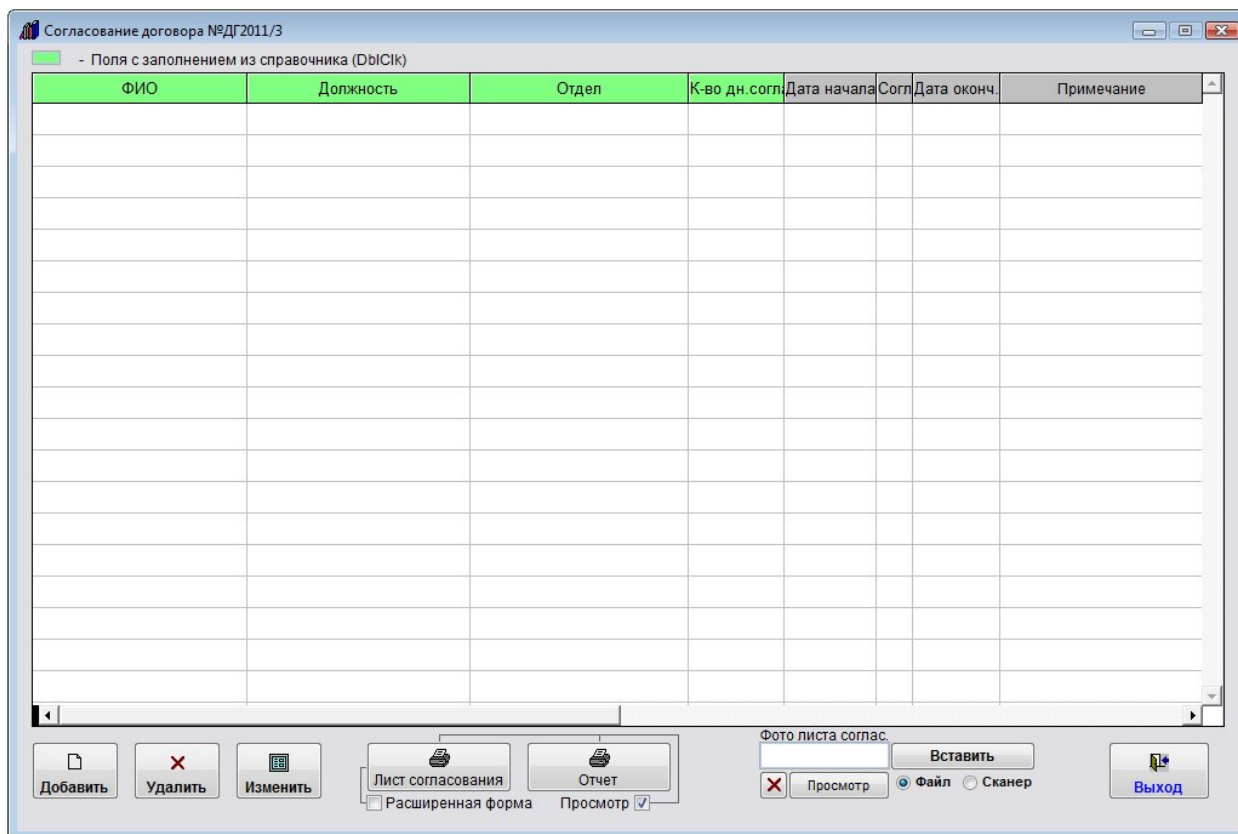 Согласование договора №ДГ2011/3
- Поля с заполнением из справочника (DblClk)
ФИО Должность Отдел К-во дн.согл Дата начала Согл Дата оконч. Примечание
Фото листа соглас.
Добавить Удалить Изменить Лист согласования Отчет Вставить Выход
Просмотр Файл Сканер
Расширенная форма Просмотр